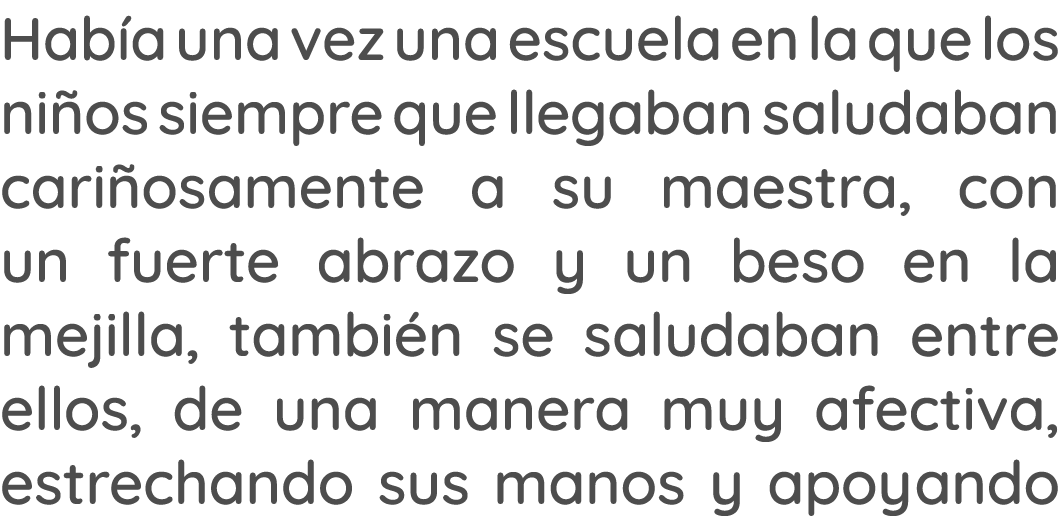 Había una vez una escuela en la que los
niños siempre que llegaban saludaban
cariñosamente a su maestra, con
un fuerte abrazo y un beso en la
mejilla, también se saludaban entre
ellos, de una manera muy afectiva,
estrechando sus manos y apoyando